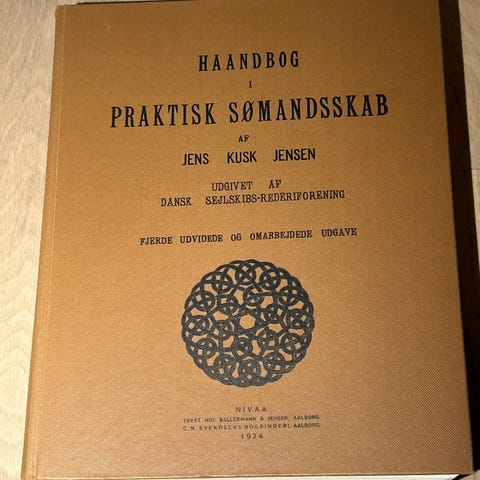 HAANDBOG
I
PRAKTISK SØMANDSSKAB
AF
JENS KUSK JENSEN
UDGIVET AF
DANSK SEJLSKIBS-REDERIFORENING
FJERDE UDVIDEDE OG OMARBEJDEDE UDGAVE
NIVAA
TRYKT HOS BALLERMANN & JENSEN, AALBORG
C. N. SVENDSENS BOGBINDERI, AALBORG
1924